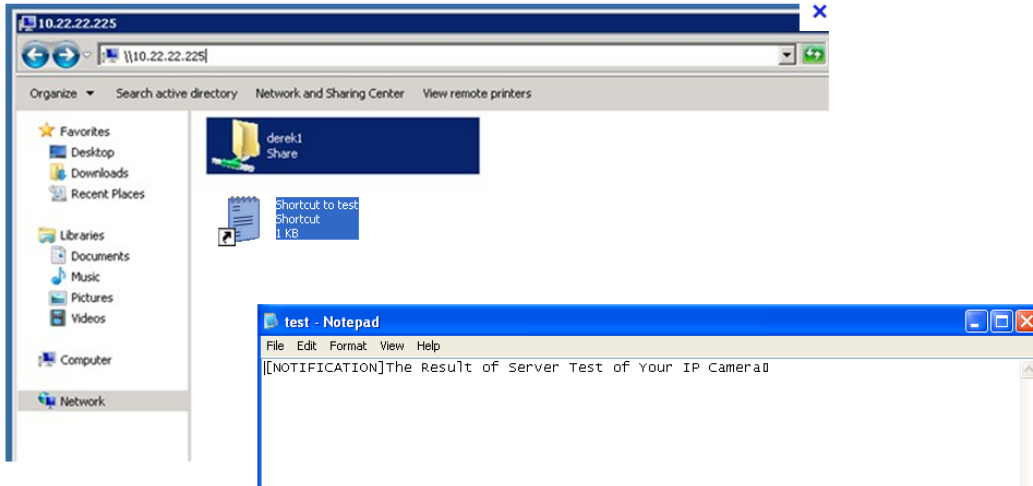 10.22.22.225
\\10.22.22.225
Organize Search active directory Network and Sharing Center View remote printers
Favorites
Desktop
Downloads
Recent Places
Libraries
Documents
Music
Pictures
Videos
Computer
Network
derek1
Share
Shortcut to test
Shortcut
1 KB
test - Notepad
File Edit Format View Help
[NOTIFICATION]The Result of Server Test of Your IP Camera▯